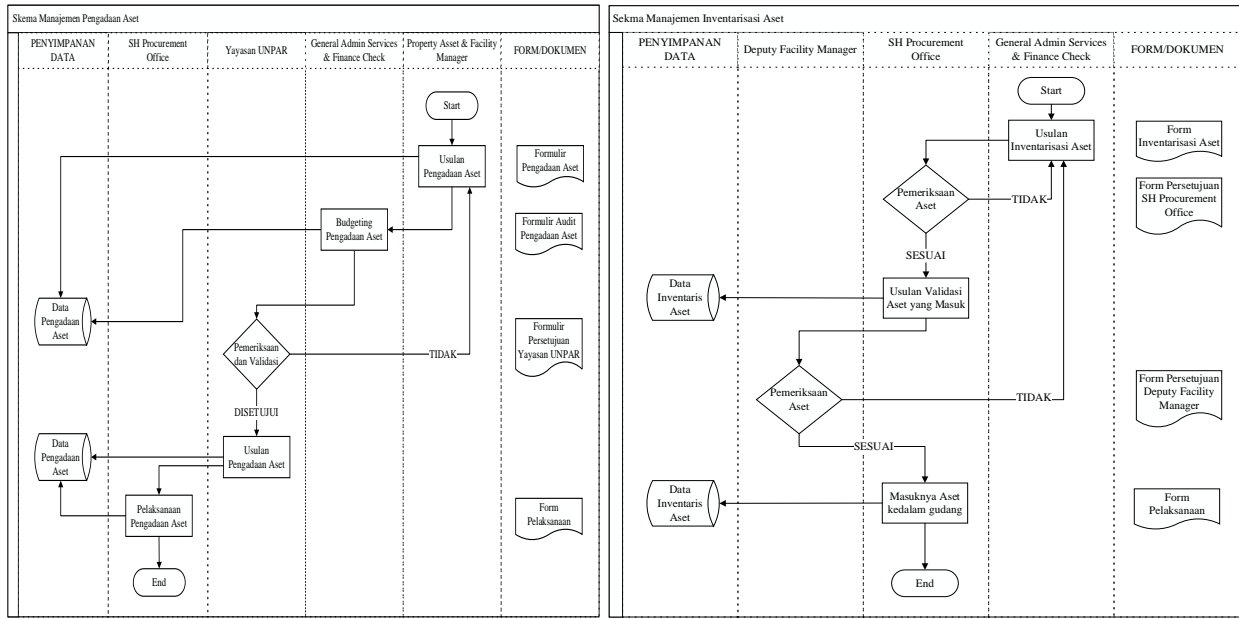 Skema Manajemen Pengadaan Aset
PENYIMPANAN
DATA
SH Procurement
Office
Yayasan UNPAR
General Admin Services
& Finance Check
Property Asset & Facility
Manager
FORM/DOKUMEN
Start
Usulan
Pengadaan Aset
Formulir
Pengadaan Aset
Budgeting
Pengadaan Aset
Formulir Audit
Pengadaan Aset
Data
Pengadaan
Aset
Pemeriksaan
dan Validasi
TIDAK
Formulir
Persetujuan
Yayasan UNPAR
DISETUJUI
Data
Pengadaan
Aset
Usulan
Pengadaan Aset
Pelaksanaan
Pengadaan Aset
Form
Pelaksanaan
End
Sekma Manajemen Inventarisasi Aset
PENYIMPANAN
DATA
Deputy Facility Manager
SH Procurement
Office
General Admin Services
& Finance Check
FORM/DOKUMEN
Start
Usulan
Inventarisasi Aset
Form
Inventarisasi Aset
Pemeriksaan
Aset
TIDAK
Form Persetujuan
SH Procurement
Office
SESUAI
Data
Inventaris
Aset
Usulan Validasi
Aset yang Masuk
Pemeriksaan
Aset
TIDAK
Form Persetujuan
Deputy Facility
Manager
SESUAI
Data
Inventaris
Aset
Masuknya Aset
kedalam gudang
Form
Pelaksanaan
End